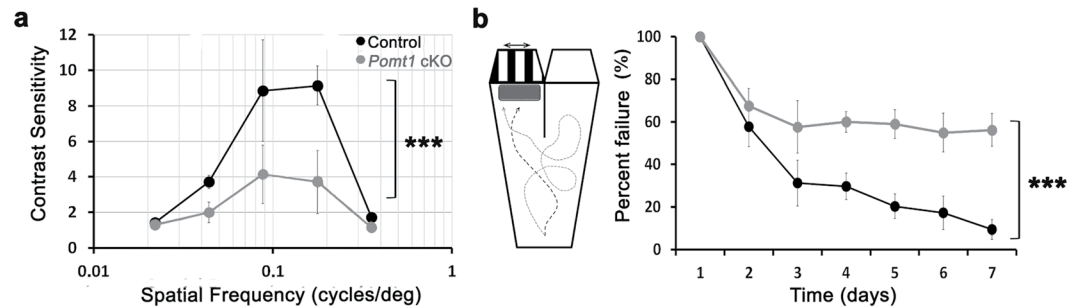 a
Contrast Sensitivity
12
10
8
6
4
2
0
0.01
0.1
1
Spatial Frequency (cycles/deg)
Control
Pomt1 cKO
***
b
Percent failure (%)
100
80
60
40
20
0
1 2 3 4 5 6 7
Time (days)
***